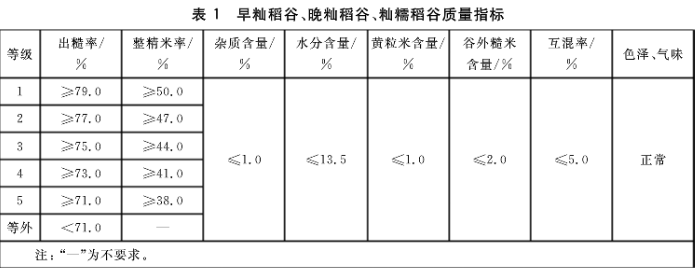 表 1 早籼稻谷、晚籼稻谷、籼糯稻谷质量指标
等级 出糙率/% 整精米率/% 杂质含量/% 水分含量/% 黄粒米含量/% 谷外糙米含量/% 互混率/% 色泽、气味
1 ≥79.0 ≥50.0 ≤1.0 ≤13.5 ≤1.0 ≤2.0 ≤5.0 正常
2 ≥77.0 ≥47.0
3 ≥75.0 ≥44.0
4 ≥73.0 ≥41.0
5 ≥71.0 ≥38.0
等外 <71.0 —
注:“—”为不要求。